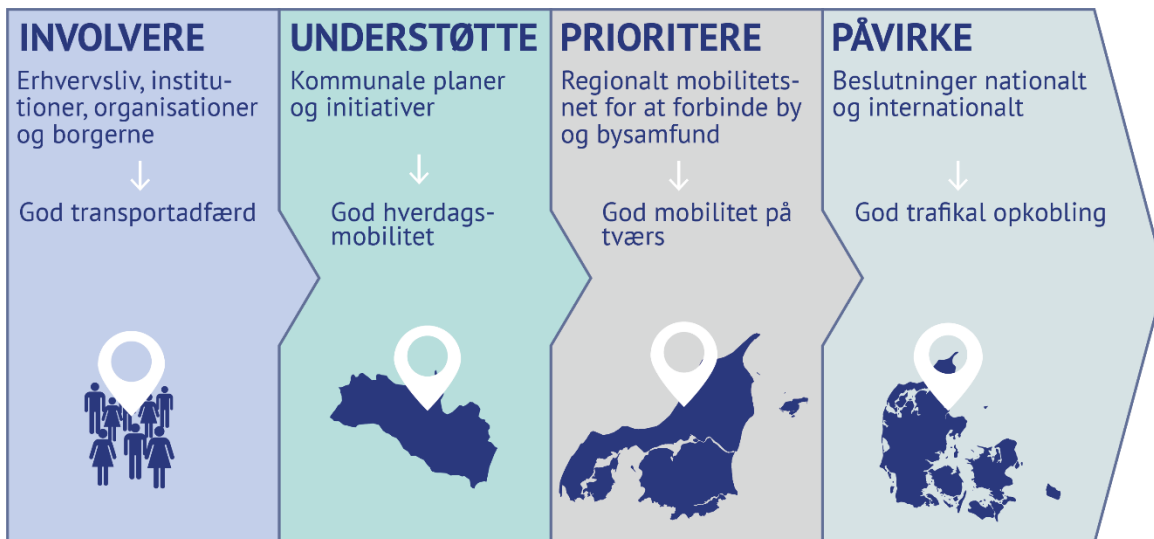 INVOLVERE
Erhvervsliv, institu-
tioner, organisationer
og borgerne
God transportadfærd
UNDERSTØTTE
Kommunale planer
og initiativer
God hverdags-
mobilitet
PRIORITERE
Regionalt mobilitets-
net for at forbinde by
og bysamfund
God mobilitet på
tværs
PÅVIRKE
Beslutninger nationalt
og internationalt
God trafikal opkobling